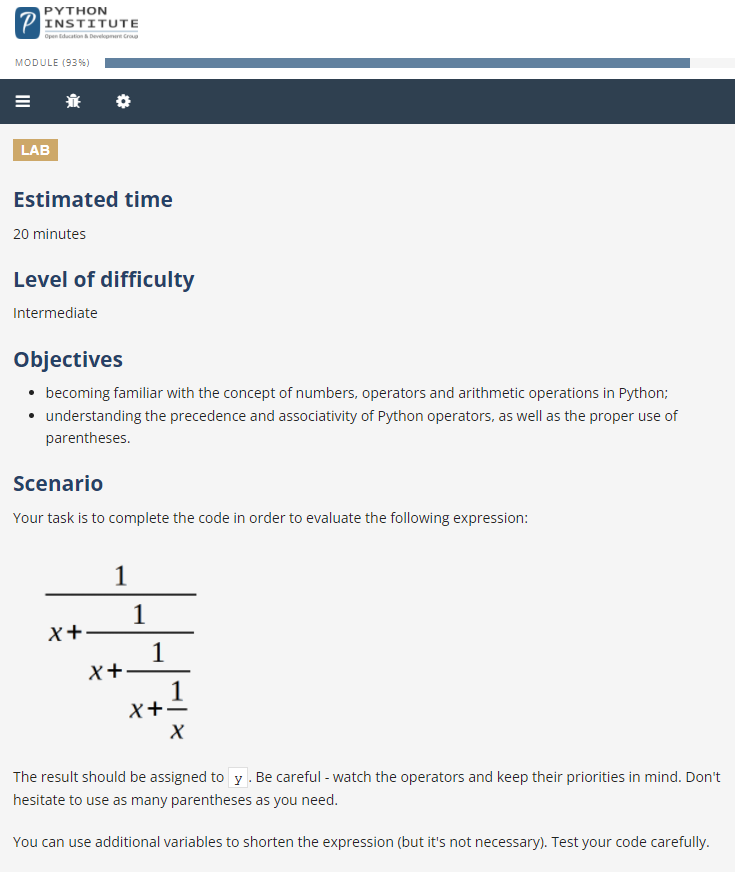 PYTHON
INSTITUTE
Open Education & Development Group
MODULE (93%)
LAB
Estimated time
20 minutes
Level of difficulty
Intermediate
Objectives
• becoming familiar with the concept of numbers, operators and arithmetic operations in Python;
• understanding the precedence and associativity of Python operators, as well as the proper use of
parentheses.
Scenario
Your task is to complete the code in order to evaluate the following expression:
1
x+ 1
x+ 1
x+ 1
x
The result should be assigned to y . Be careful - watch the operators and keep their priorities in mind. Don't
hesitate to use as many parentheses as you need.
You can use additional variables to shorten the expression (but it's not necessary). Test your code carefully.